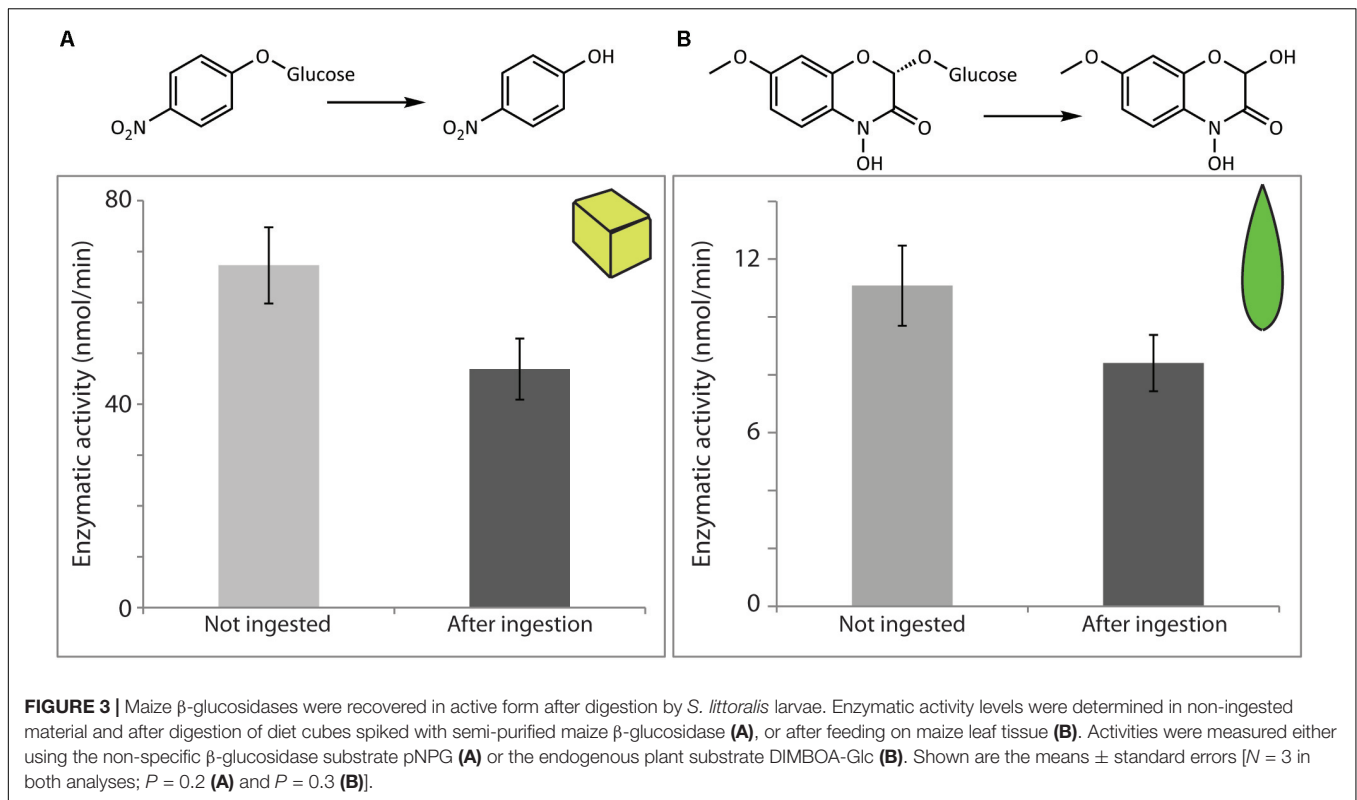 A
B
O
Glucose
O₂N
OH
O₂N
O
O
O
Glucose
N
O
OH
O
O
OH
N
O
OH
Enzymatic activity (nmol/min)
80
40
0
Not ingested
After ingestion
Enzymatic activity (nmol/min)
12
6
0
Not ingested
After ingestion
FIGURE 3 | Maize β-glucosidases were recovered in active form after digestion by S. littoralis larvae. Enzymatic activity levels were determined in non-ingested
material and after digestion of diet cubes spiked with semi-purified maize β-glucosidase (A), or after feeding on maize leaf tissue (B). Activities were measured either
using the non-specific β-glucosidase substrate pNPG (A) or the endogenous plant substrate DIMBOA-Glc (B). Shown are the means ± standard errors [N = 3 in
both analyses; P = 0.2 (A) and P = 0.3 (B)].